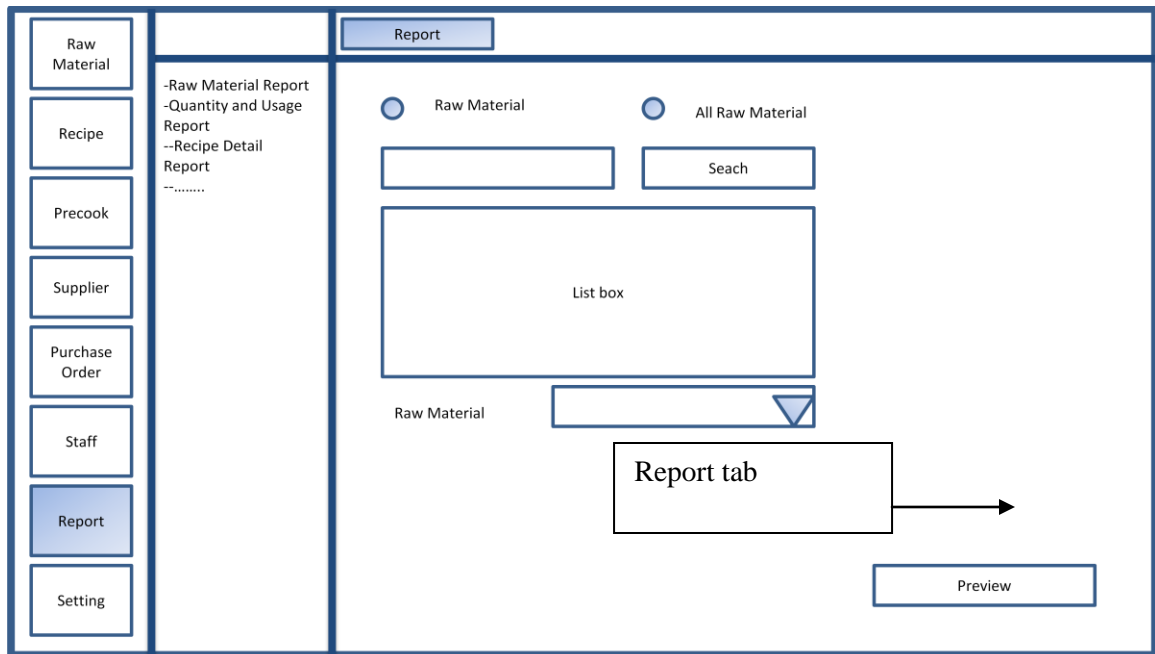 Raw
Material
Recipe
Precook
Supplier
Purchase
Order
Staff
Report
Setting
-Raw Material Report
-Quantity and Usage
Report
--Recipe Detail
Report
--........
Report
Raw Material
All Raw Material
Seach
List box
Raw Material
Report tab
Preview